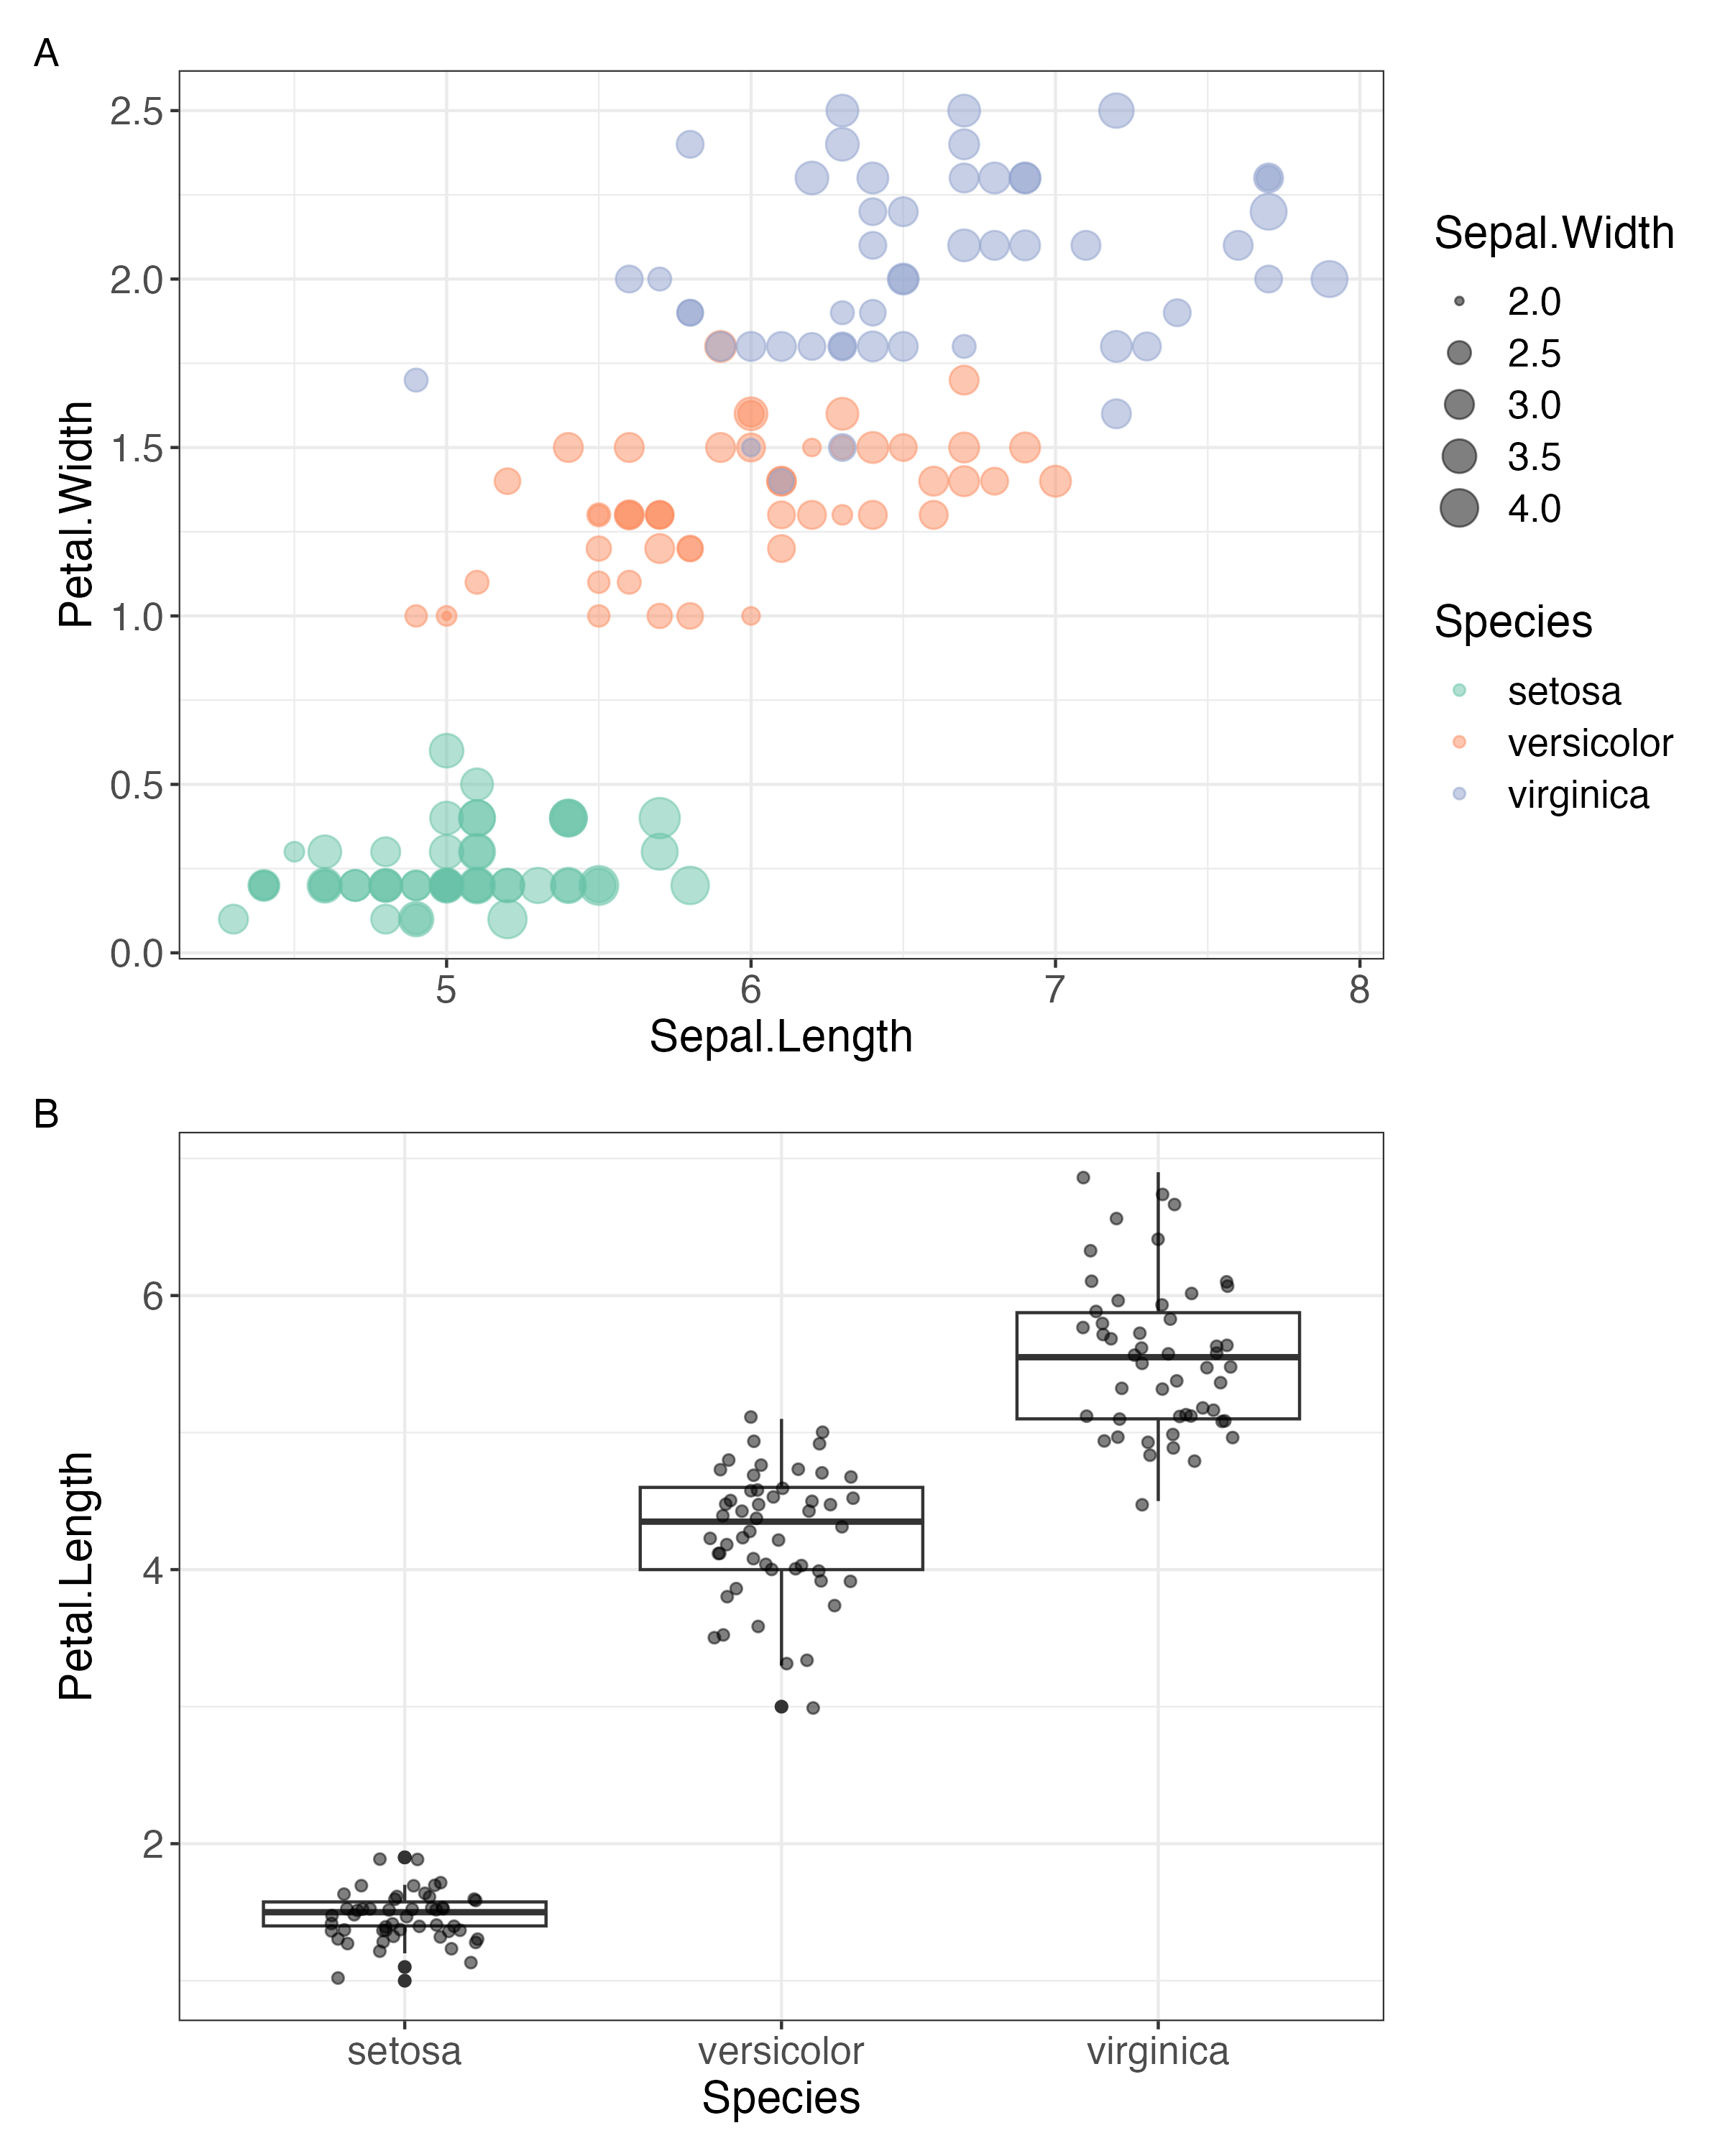 A
2.5
2.0
1.5
1.0
0.5
0.0
Petal.Width
5 6 7 8
Sepal.Length
Sepal.Width
2.0
2.5
3.0
3.5
4.0
Species
setosa
versicolor
virginica
B
6
4
2
Petal.Length
setosa versicolor virginica
Species